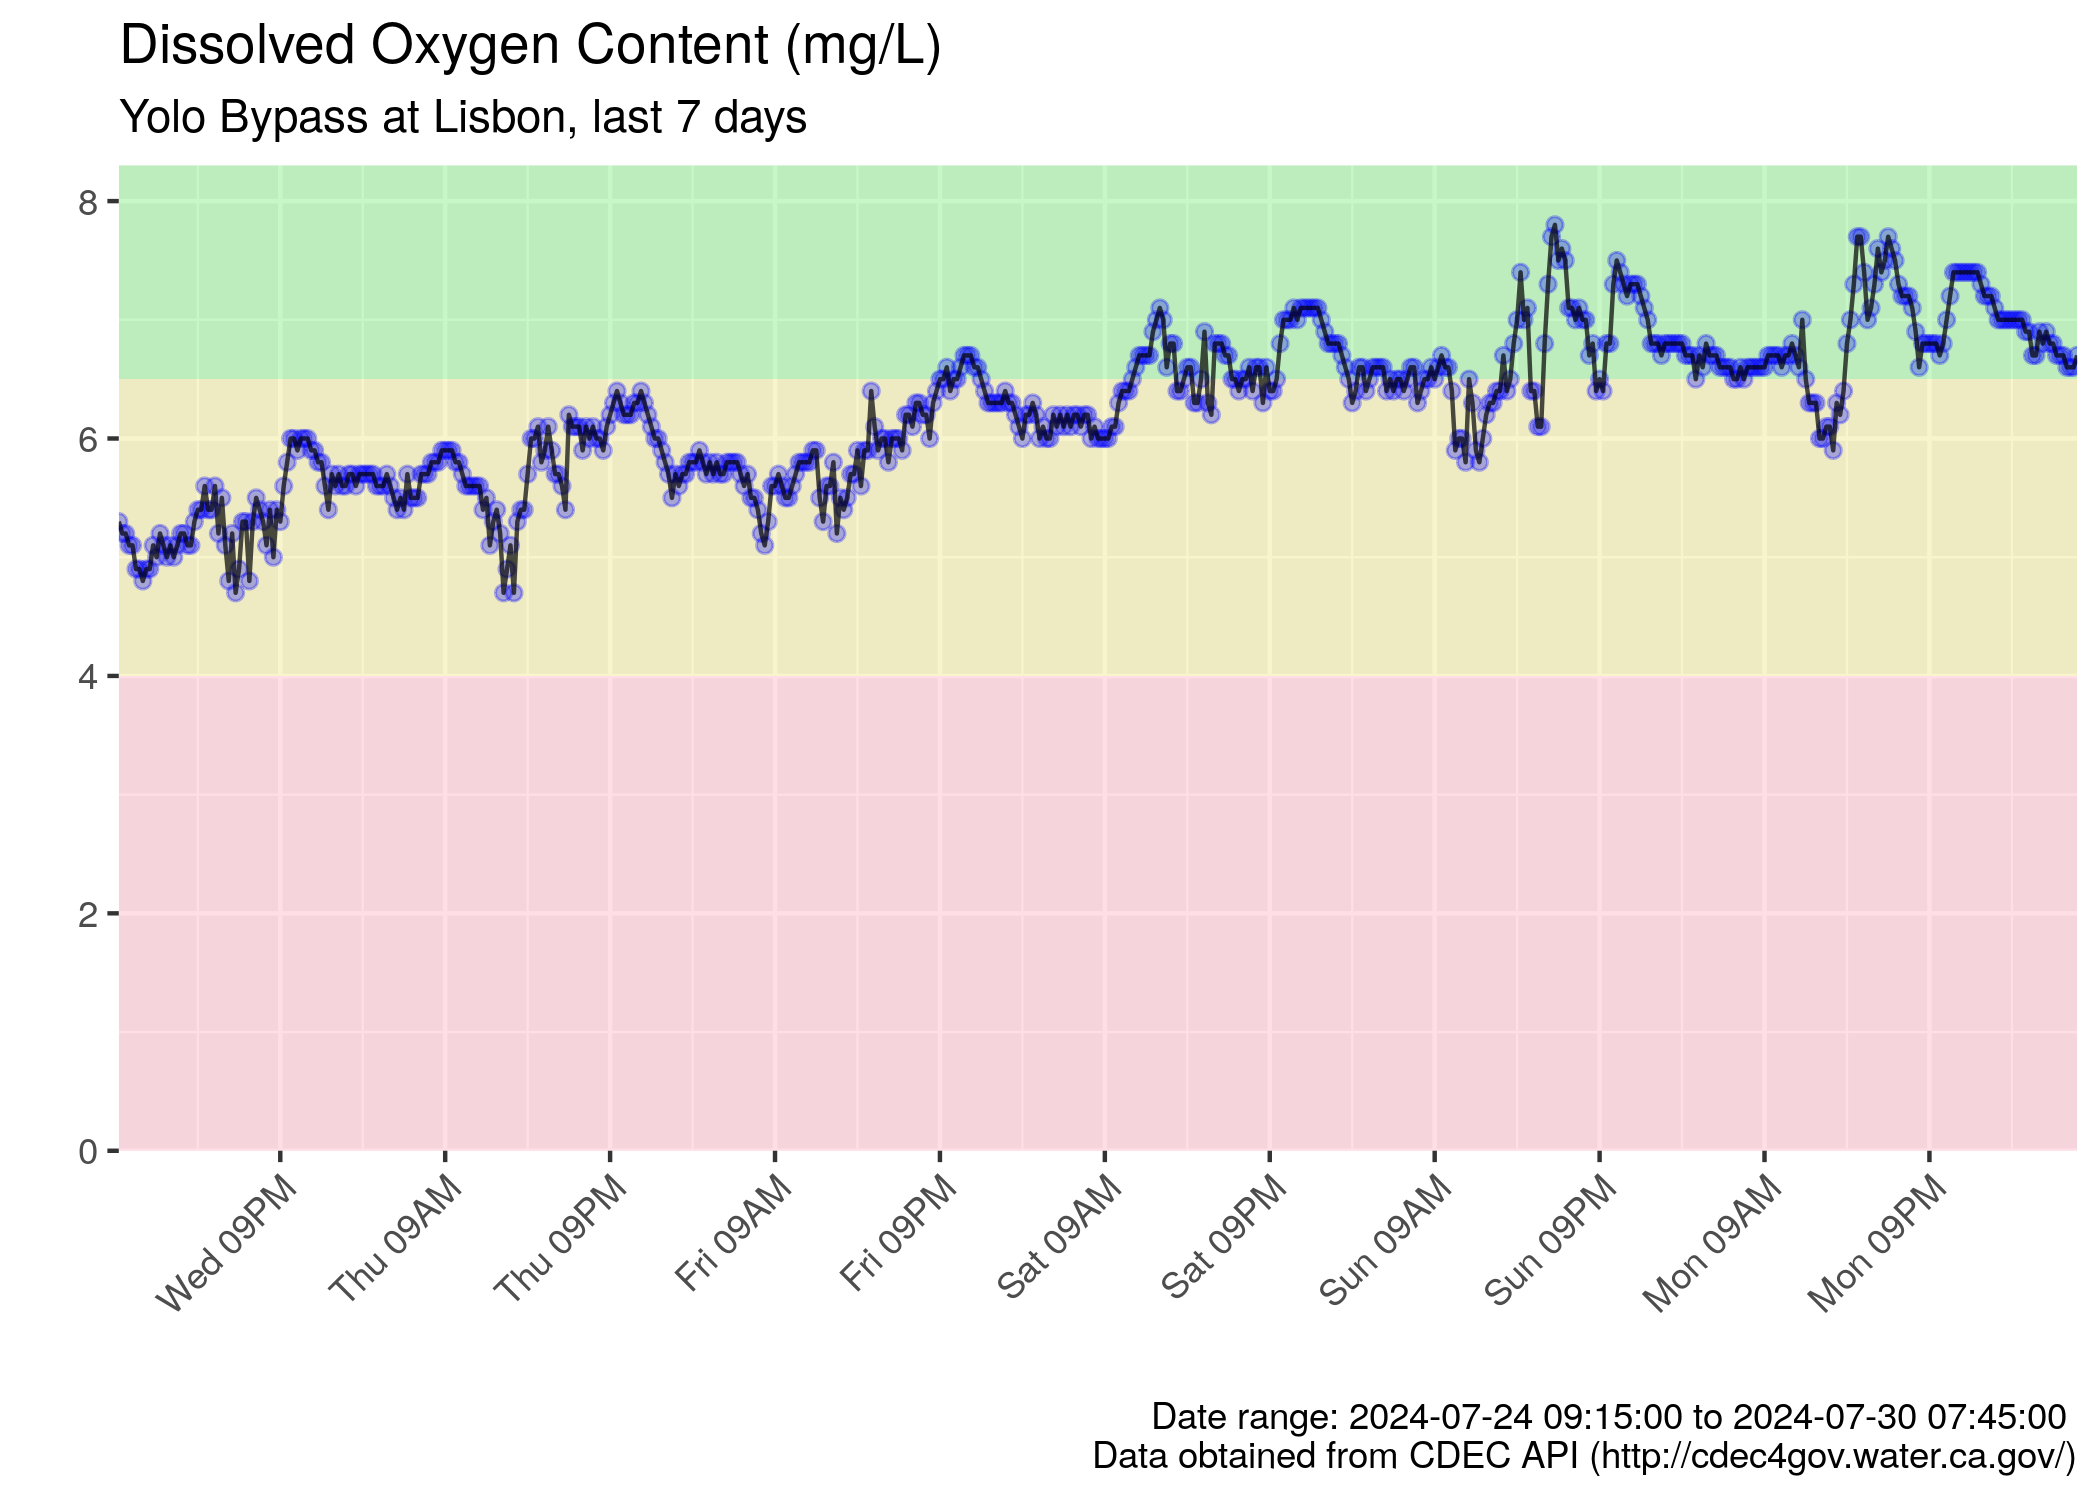 Dissolved Oxygen Content (mg/L)
Yolo Bypass at Lisbon, last 7 days
8
6
4
2
0
Wed 09PM
Thu 09AM
Thu 09PM
Fri 09AM
Fri 09PM
Sat 09AM
Sat 09PM
Sun 09AM
Sun 09PM
Mon 09AM
Mon 09PM
Date range: 2024-07-24 09:15:00 to 2024-07-30 07:45:00
Data obtained from CDEC API (http://cdec4gov.water.ca.gov/)